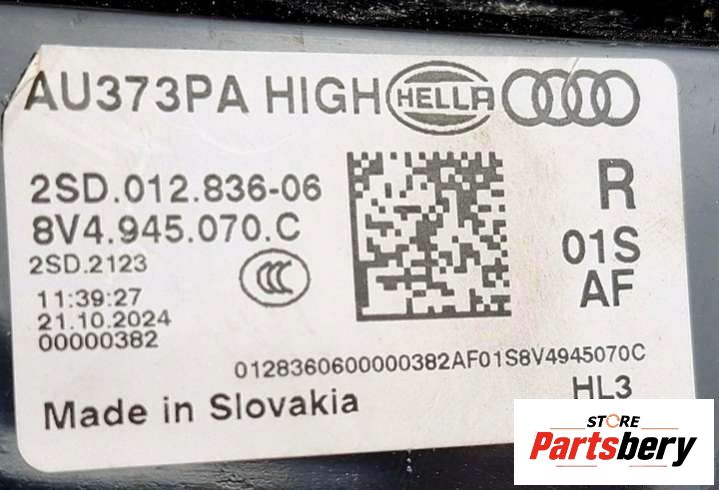 AU373PA HIGH HELLA
2SD.012.836-06
8V4.945.070.C
2SD.2123
CCC
R
01S
AF
11:39:27
21.10.2024
00000382
0128360600000382AF01S8V4945070C
HL3
Made in Slovakia
STORE
Partsbery